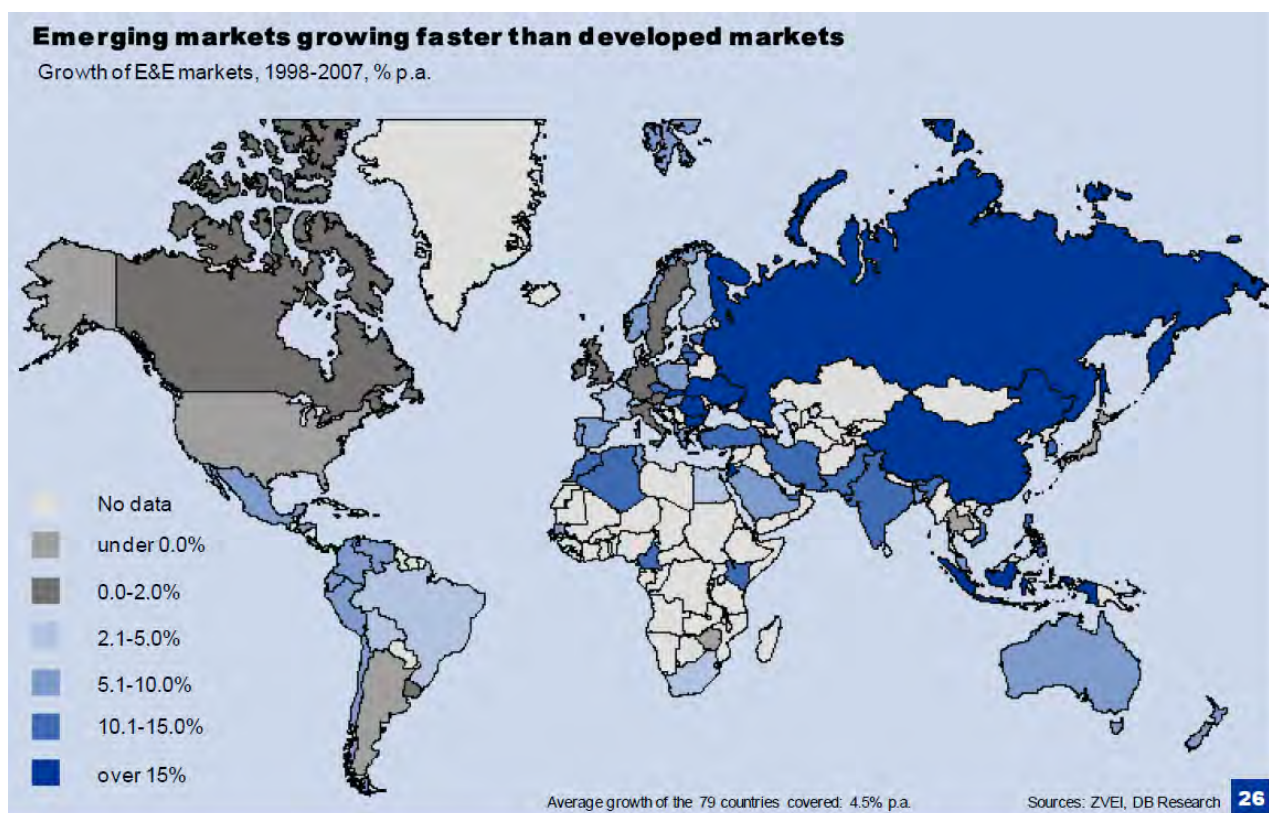 Emerging markets growing faster than developed markets
Growth of E&E markets, 1998-2007, % p.a.
No data
under 0.0%
0.0-2.0%
2.1-5.0%
5.1-10.0%
10.1-15.0%
over 15%
Average growth of the 79 countries covered: 4.5% p.a.
Sources: ZVEI, DB Research
26